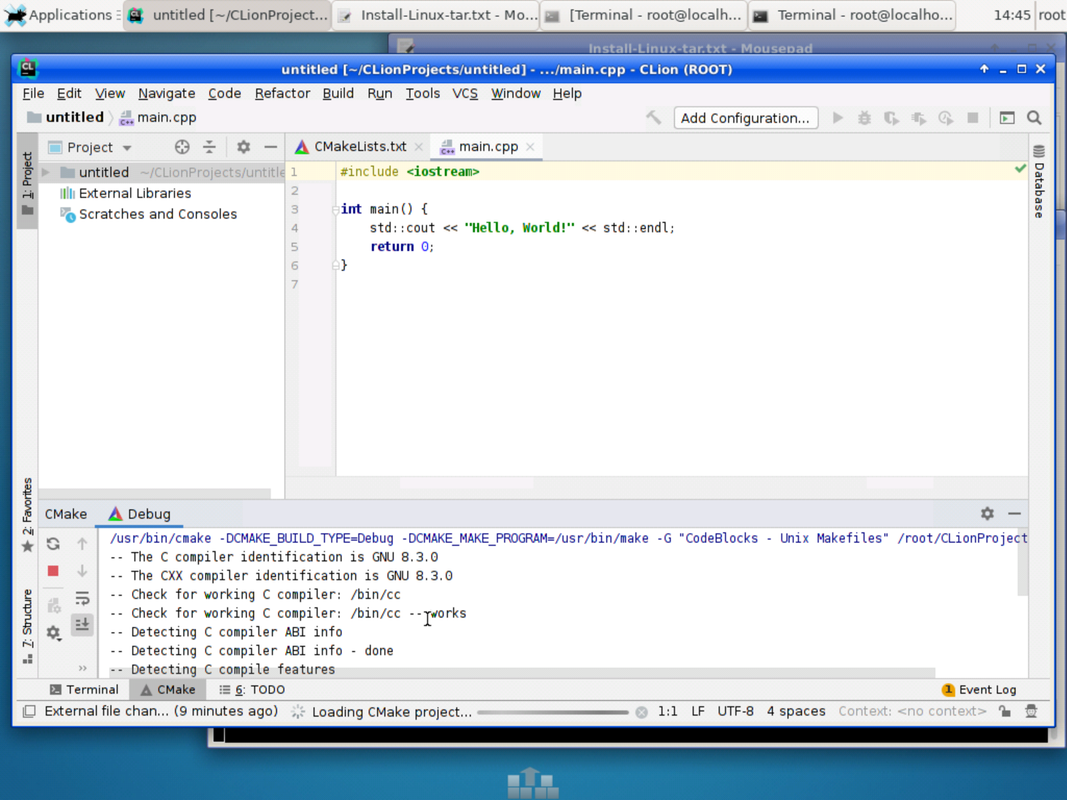 Applications
untitled [~/CLionProject...
Install-Linux-tar.txt - Mo...
[Terminal - root@localh...
Terminal - root@localho...
14:45
root
Install-Linux-tar.txt - Mousepad
CL
untitled [~/CLionProjects/untitled] - .../main.cpp - CLion (ROOT)
File Edit View Navigate Code Refactor Build Run Tools VCS Window Help
untitled
main.cpp
Add Configuration...
1: Project
Project
CMakeLists.txt
main.cpp
Database
untitled ~/CLionProjects/untitle
External Libraries
Scratches and Consoles
1 #include <iostream>
2
3 int main() {
4 std::cout << "Hello, World!" << std::endl;
5 return 0;
6 }
7
2: Favorites
7: Structure
CMake
Debug
/usr/bin/cmake -DCMAKE_BUILD_TYPE=Debug -DCMAKE_MAKE_PROGRAM=/usr/bin/make -G "CodeBlocks - Unix Makefiles" /root/CLionProject
-- The C compiler identification is GNU 8.3.0
-- The CXX compiler identification is GNU 8.3.0
-- Check for working C compiler: /bin/cc
-- Check for working C compiler: /bin/cc -- works
-- Detecting C compiler ABI info
-- Detecting C compiler ABI info - done
-- Detecting C compile features
Terminal
CMake
6: TODO
1 Event Log
External file chan... (9 minutes ago)
Loading CMake project...
1:1 LF UTF-8 4 spaces Context: <no context>